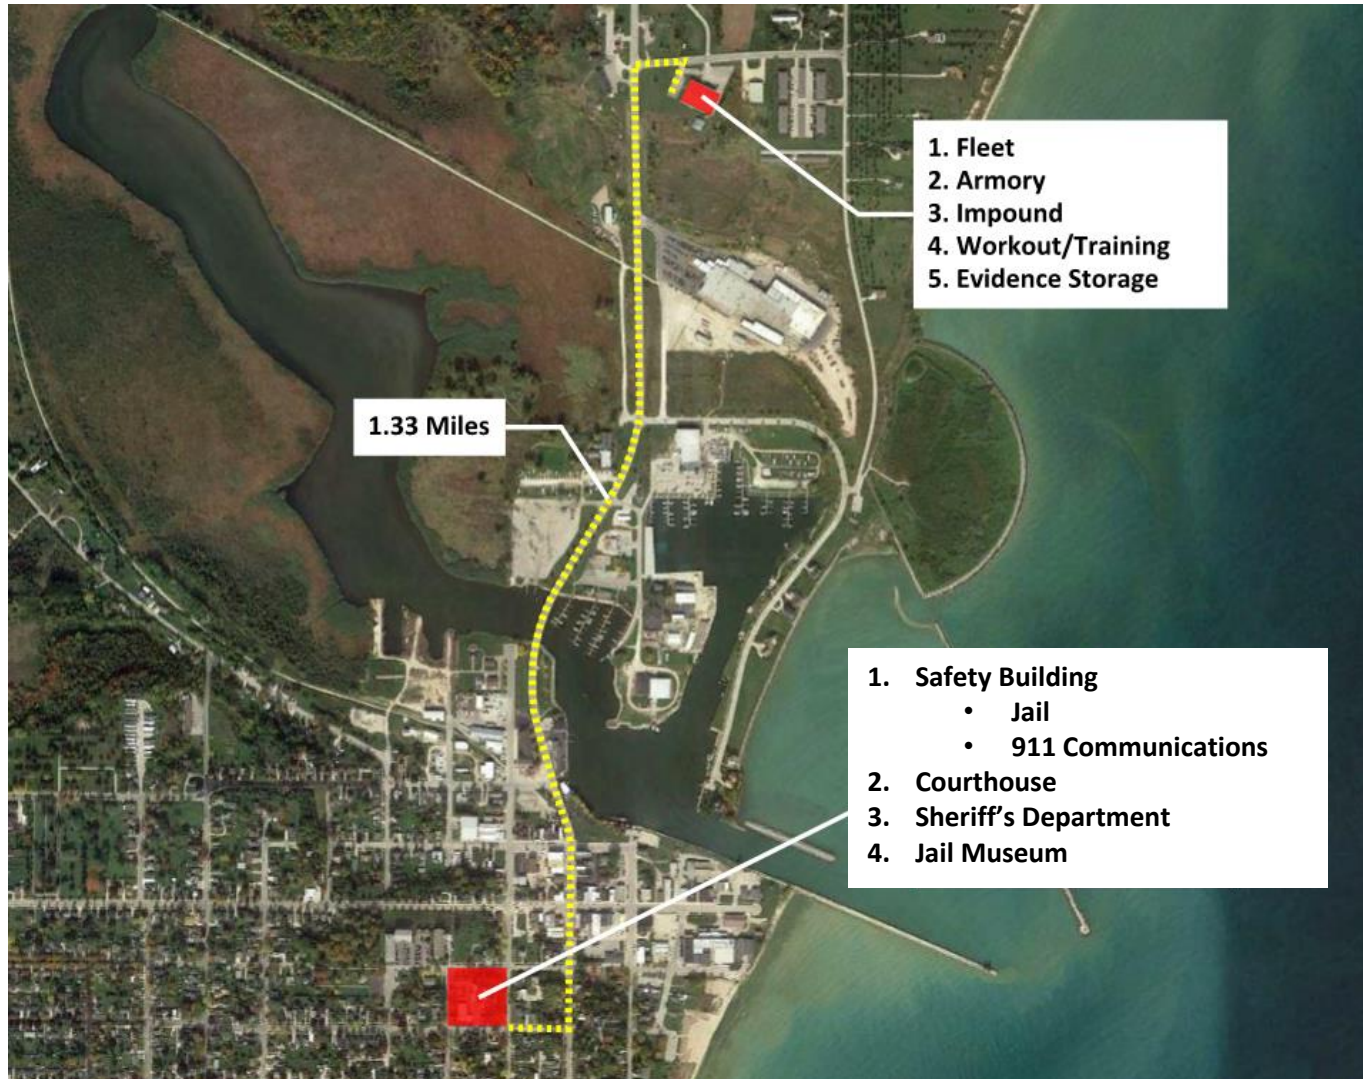 1. Fleet
2. Armory
3. Impound
4. Workout/Training
5. Evidence Storage
1.33 Miles
1. Safety Building
• Jail
• 911 Communications
2. Courthouse
3. Sheriff’s Department
4. Jail Museum